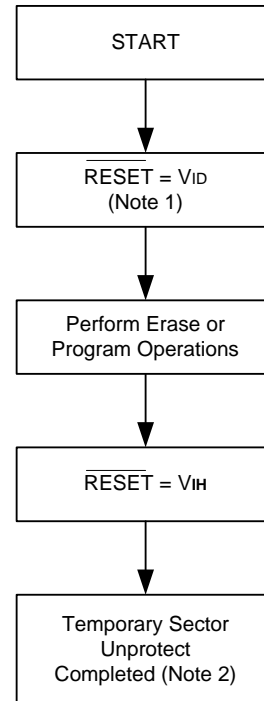 START
RESET = VID
(Note 1)
Perform Erase or
Program Operations
RESET = VIH
Temporary Sector
Unprotect
Completed (Note 2)